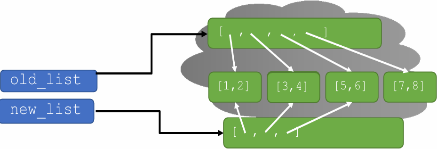 [ , , , , ]
old_list
[1,2] [3,4] [5,6] [7,8]
new_list
[ , , , ]